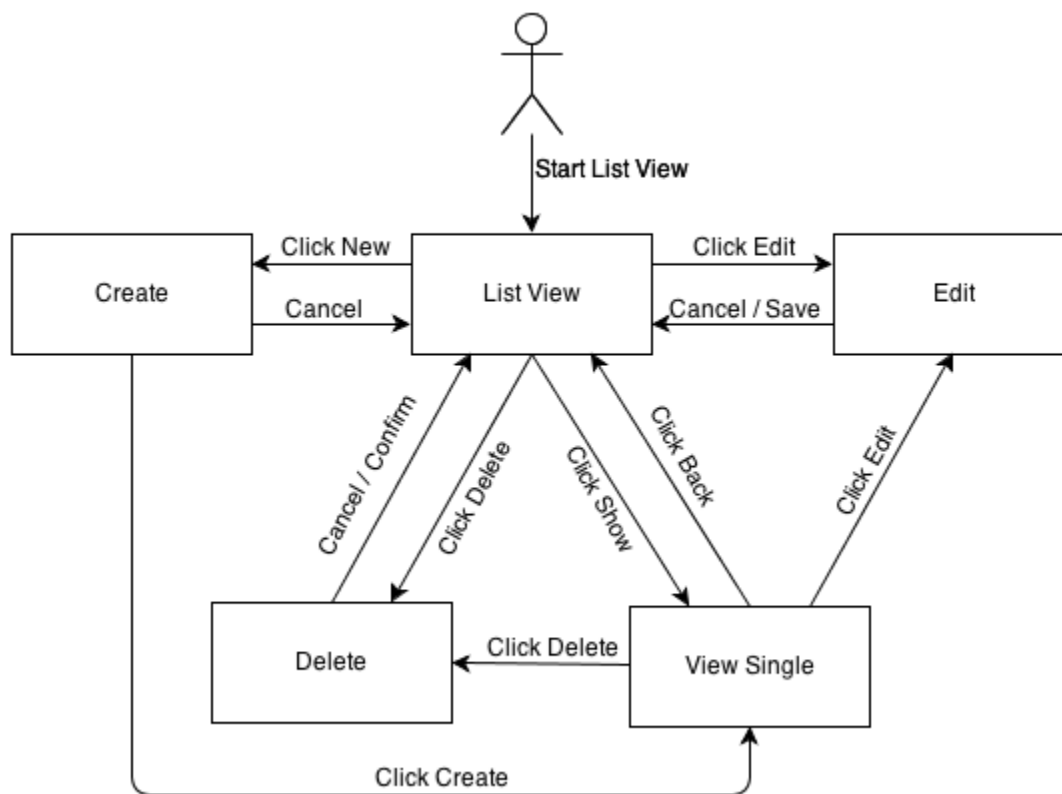 Start List View
Click New
Click Edit
Create
List View
Edit
Cancel
Cancel / Save
Cancel / Confirm
Click Delete
Click Show
Click Back
Click Edit
Delete
Click Delete
View Single
Click Create